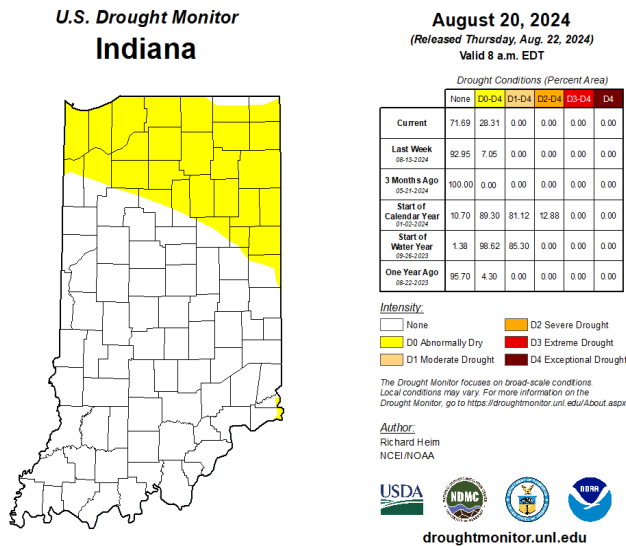 U.S. Drought Monitor
Indiana
August 20, 2024
(Released Thursday, Aug. 22, 2024)
Valid 8 a.m. EDT
Drought Conditions (Percent Area)
None D0-D4 D1-D4 D2-D4 D3-D4 D4
Current 71.69 28.31 0.00 0.00 0.00 0.00
Last Week
08-13-2024 92.95 7.05 0.00 0.00 0.00 0.00
3 Months Ago
05-21-2024 100.00 0.00 0.00 0.00 0.00 0.00
Start of
Calendar Year
01-02-2024 10.70 89.30 81.12 12.88 0.00 0.00
Start of
Water Year
09-26-2023 1.38 98.62 85.30 0.00 0.00 0.00
One Year Ago
08-22-2023 95.70 4.30 0.00 0.00 0.00 0.00
Intensity:
None
D0 Abnormally Dry
D1 Moderate Drought
D2 Severe Drought
D3 Extreme Drought
D4 Exceptional Drought
The Drought Monitor focuses on broad-scale conditions.
Local conditions may vary. For more information on the
Drought Monitor, go to https://droughtmonitor.unl.edu/About.aspx
Author:
Richard Heim
NCEI/NOAA
USDA
NDMC
NOAA
droughtmonitor.unl.edu